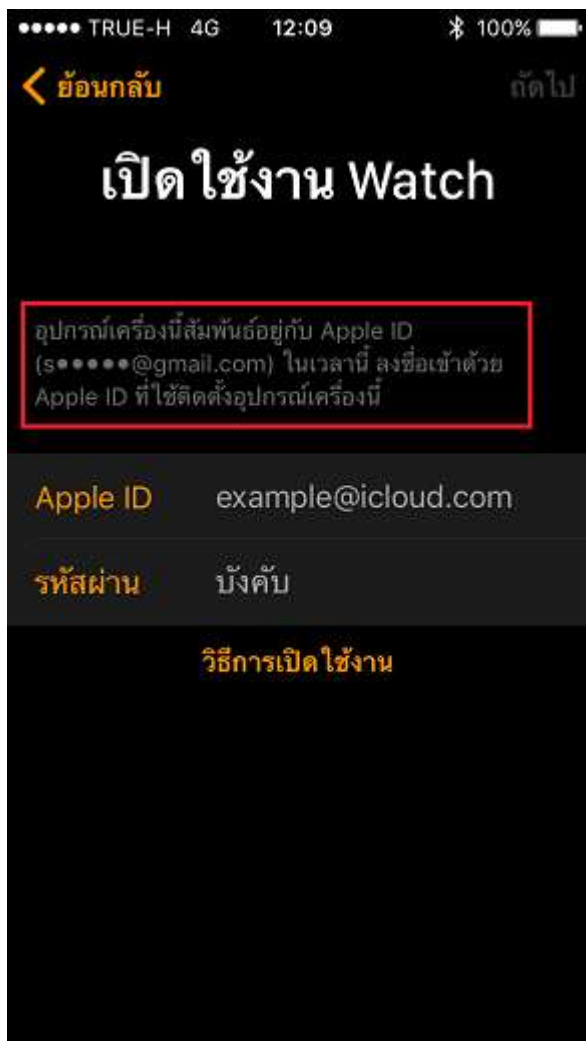 ●●●●● TRUE-H 4G 12:09 100%
ย้อนกลับ ถัดไป
เปิดใช้งาน Watch
อุปกรณ์เครื่องนี้สัมพันธ์อยู่กับ Apple ID
(s●●●●●@gmail.com) ในเวลานี้ ลงชื่อเข้าด้วย
Apple ID ที่ใช้ติดตั้งอุปกรณ์เครื่องนี้
Apple ID example@icloud.com
รหัสผ่าน บังคับ
วิธีการเปิดใช้งาน